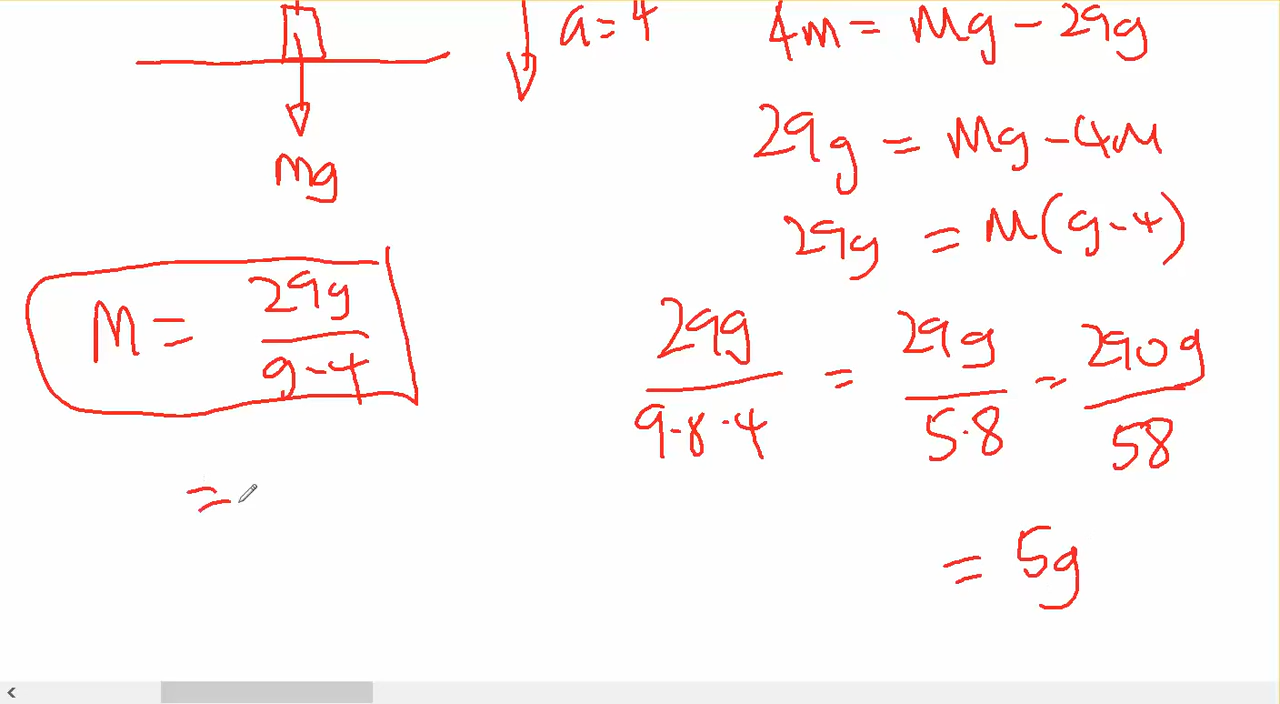 a = 4
4m = Mg - 29g
mg
29g = Mg - 4M
29g = M(g-4)
M = 29g / g-4
29g / 9·8·4 = 29g / 5·8 = 290g / 58
=
= 5g